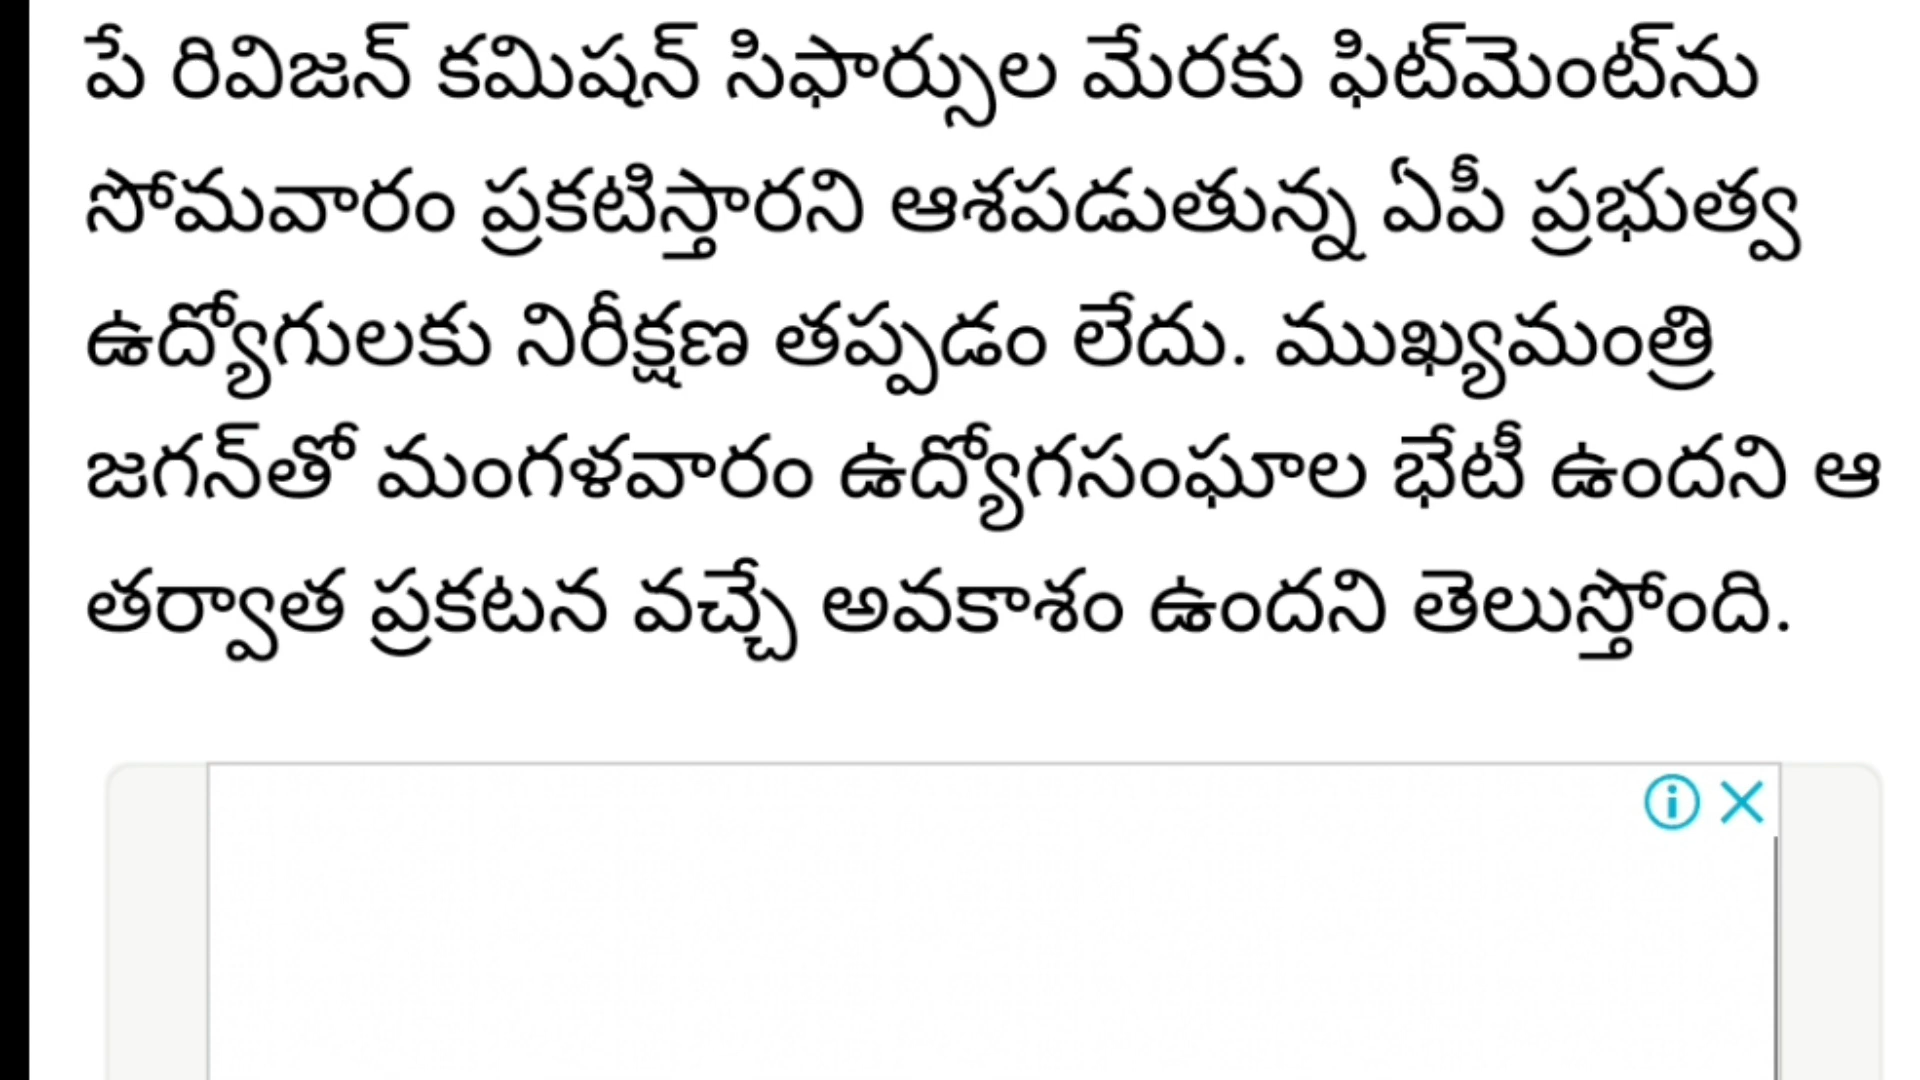 పే రివిజన్ కమిషన్ సిఫార్సుల మేరకు ఫిట్‌మెంట్‌ను
సోమవారం ప్రకటిస్తారని ఆశపడుతున్న ఏపీ ప్రభుత్వ
ఉద్యోగులకు నిరీక్షణ తప్పడం లేదు. ముఖ్యమంత్రి
జగన్‌తో మంగళవారం ఉద్యోగసంఘాల భేటీ ఉందని ఆ
తర్వాత ప్రకటన వచ్చే అవకాశం ఉందని తెలుస్తోంది.